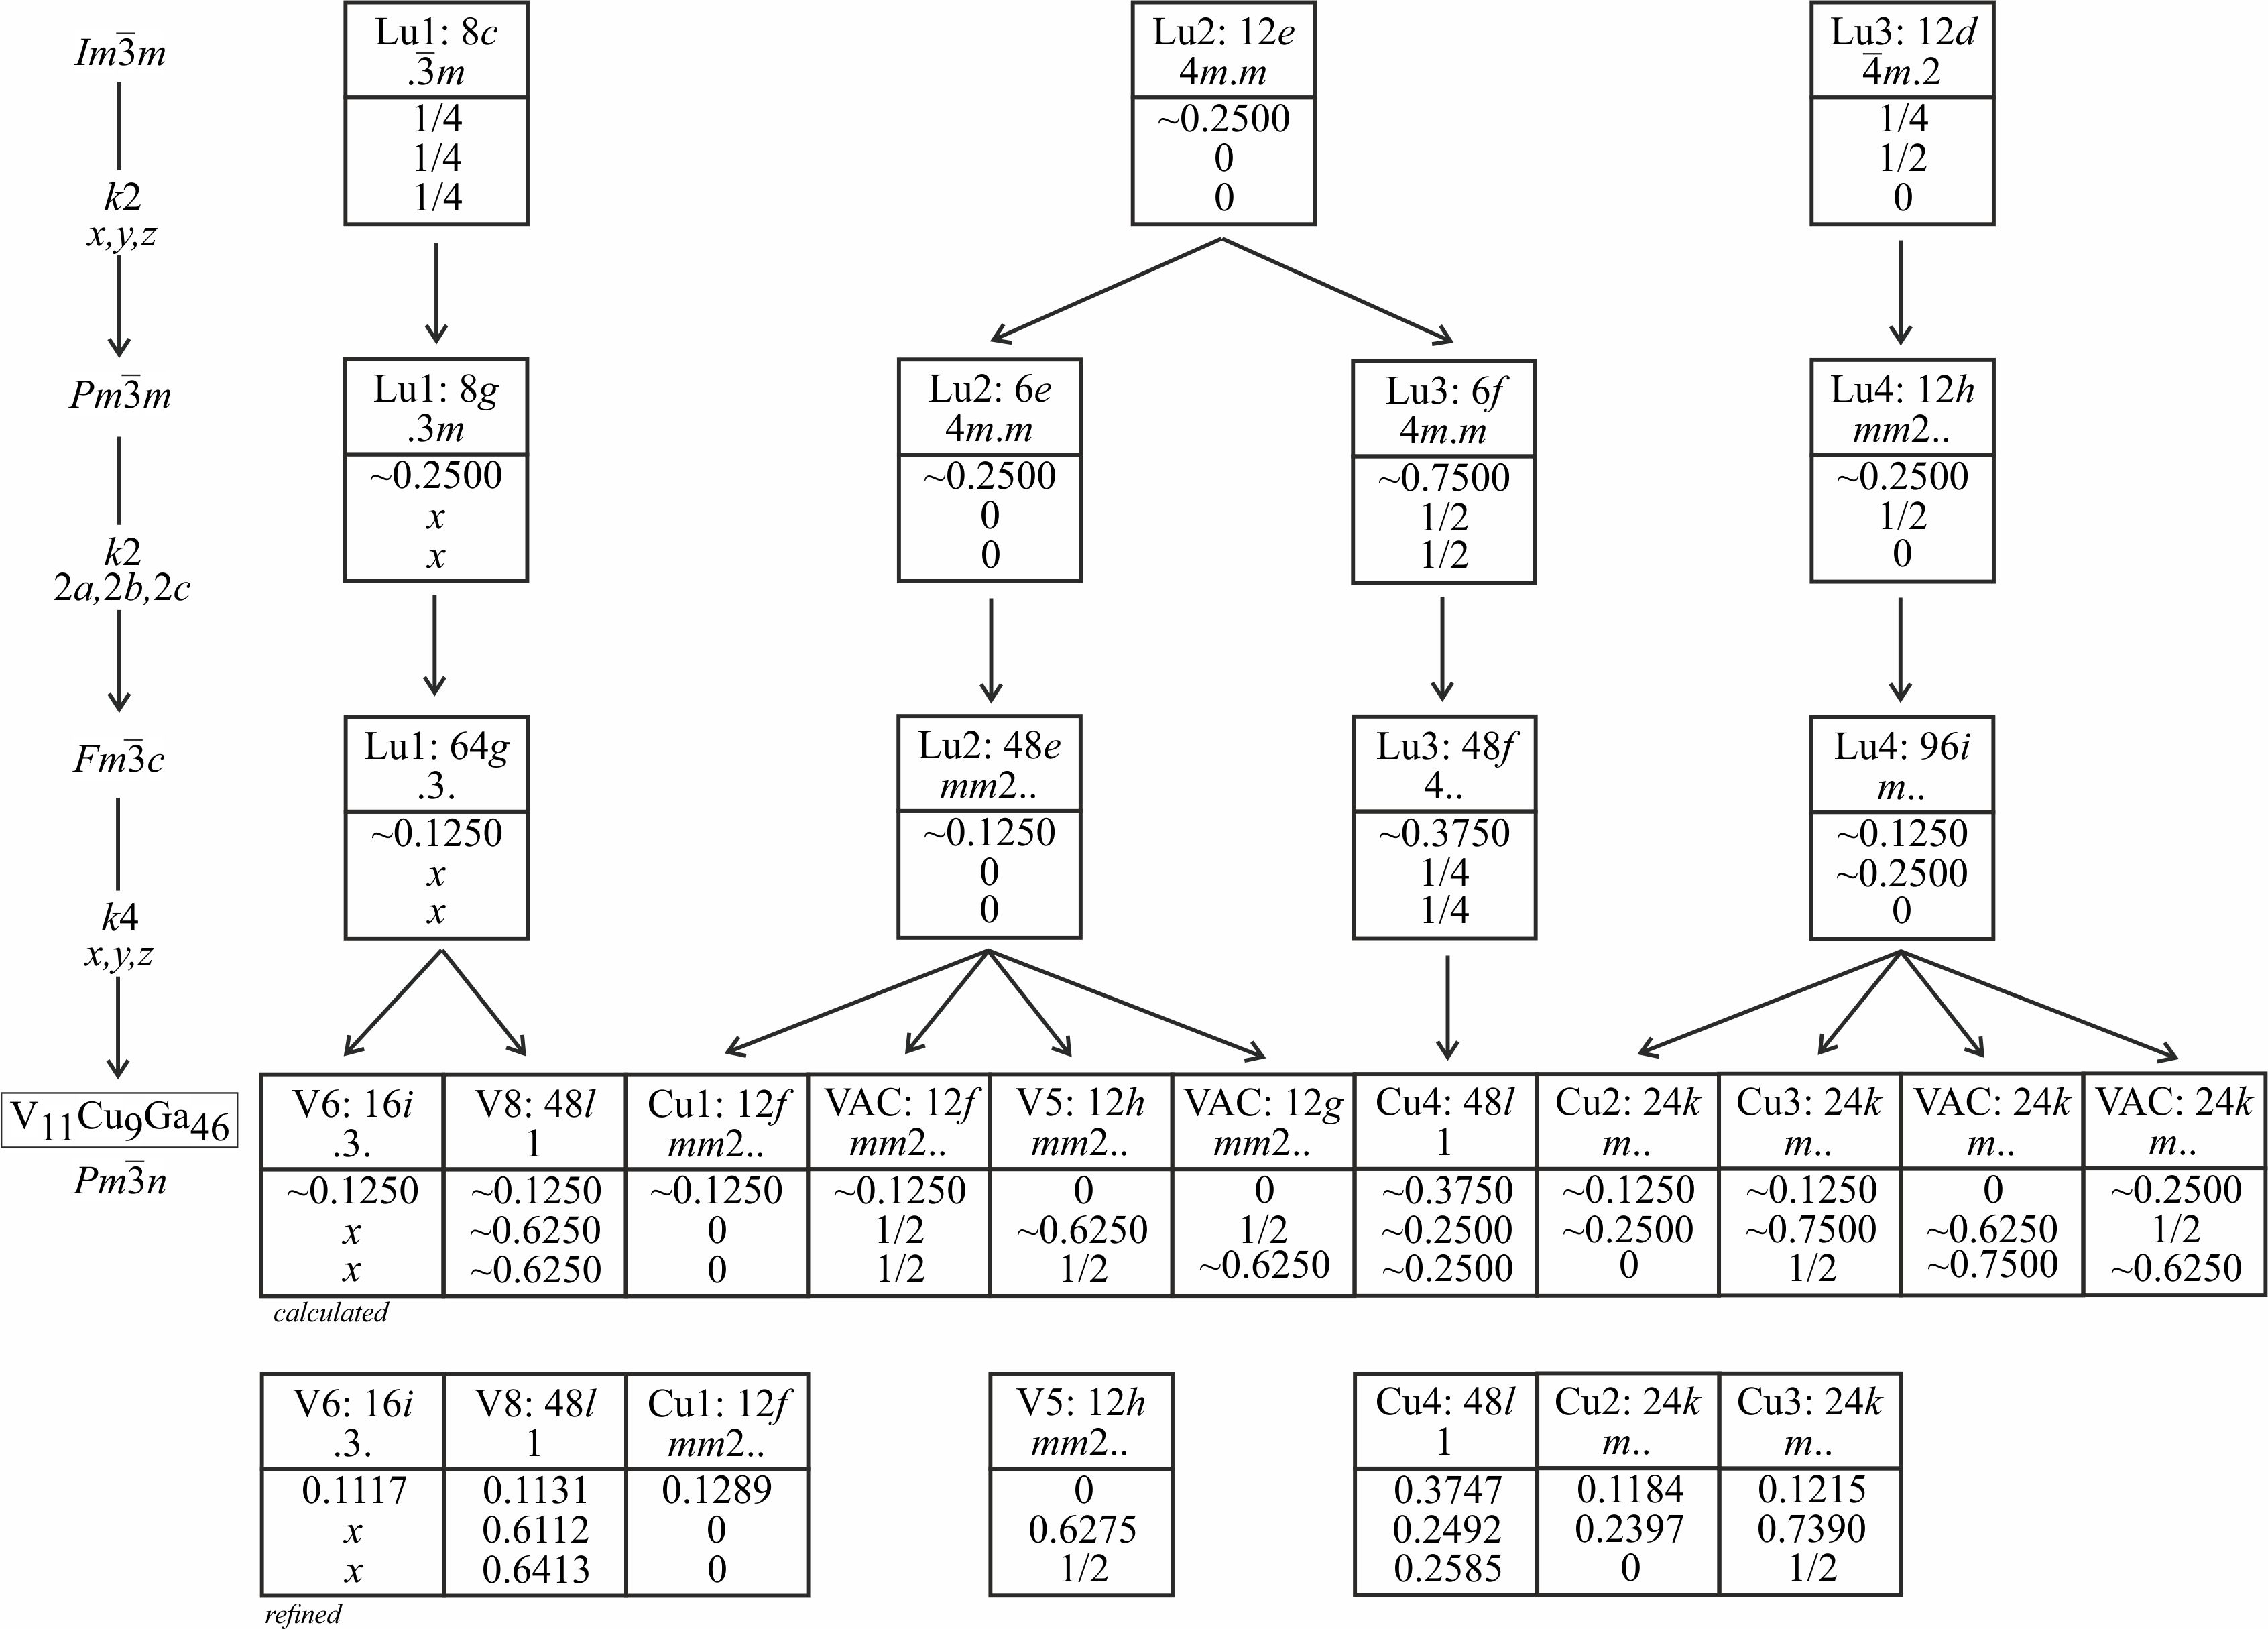 Im3̅m
k2
x,y,z
Pm3̅m
k2
2a,2b,2c
Fm3̅c
k4
x,y,z
V11Cu9Ga46
Pm3̅n
Lu1: 8c
.3̅m
1/4
1/4
1/4
Lu2: 12e
4m.m
~0.2500
0
0
Lu3: 12d
4̅m.2
1/4
1/2
0
Lu1: 8g
.3m
~0.2500
x
x
Lu2: 6e
4m.m
~0.2500
0
0
Lu3: 6f
4m.m
~0.7500
1/2
1/2
Lu4: 12h
mm2..
~0.2500
1/2
0
Lu1: 64g
.3.
~0.1250
x
x
Lu2: 48e
mm2..
~0.1250
0
0
Lu3: 48f
4..
~0.3750
1/4
1/4
Lu4: 96i
m..
~0.1250
~0.2500
0
V6: 16i
.3.
~0.1250
x
x
V8: 48l
1
~0.1250
~0.6250
~0.6250
Cu1: 12f
mm2..
~0.1250
0
0
VAC: 12f
mm2..
~0.1250
1/2
1/2
V5: 12h
mm2..
0
~0.6250
1/2
VAC: 12g
mm2..
0
1/2
~0.6250
Cu4: 48l
1
~0.3750
~0.2500
~0.2500
Cu2: 24k
m..
~0.1250
~0.2500
0
Cu3: 24k
m..
~0.1250
~0.7500
1/2
VAC: 24k
m..
0
~0.6250
~0.7500
VAC: 24k
m..
~0.2500
1/2
~0.6250
calculated
V6: 16i
.3.
0.1117
x
x
V8: 48l
1
0.1131
0.6112
0.6413
Cu1: 12f
mm2..
0.1289
0
0
V5: 12h
mm2..
0
0.6275
1/2
Cu4: 48l
1
0.3747
0.2492
0.2585
Cu2: 24k
m..
0.1184
0.2397
0
Cu3: 24k
m..
0.1215
0.7390
1/2
refined